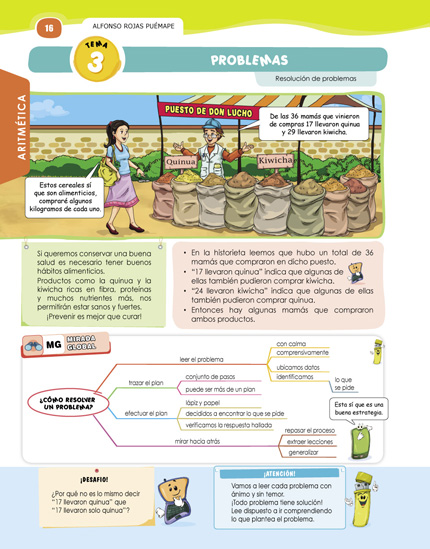 16
ALFONSO ROJAS PUÉMAPE
TEMA
3
PROBLEMAS
Resolución de problemas
ARITMÉTICA
PUESTO DE DON LUCHO
De las 36 mamás que vinieron
de compras 17 llevaron quinua
y 29 llevaron kiwicha.
Quinua
Kiwicha
Estos cereales sí
que son alimenticios,
compraré algunos
kilogramos de cada uno.
Si queremos conservar una buena
salud es necesario tener buenos
hábitos alimenticios.
Productos como la quinua y la
kiwicha ricas en fibra, proteínas
y muchos nutrientes más, nos
permitirán estar sanos y fuertes.
¡Prevenir es mejor que curar!
• En la historieta leemos que hubo un total de 36
mamás que compraron en dicho puesto.
• "17 llevaron quinua" indica que algunas de
ellas también pudieron comprar kiwicha.
• "24 llevaron kiwicha" indica que algunas de ellas
también pudieron comprar quinua.
• Entonces hay algunas mamás que compraron
ambos productos.
MG MIRADA
GLOBAL
¿CÓMO RESOLVER
UN PROBLEMA?
leer el problema
con calma
comprensivamente
ubicamos datos
identificamos
lo que
se pide
trazar el plan
conjunto de pasos
puede ser más de un plan
efectuar el plan
lápiz y papel
decididos a encontrar lo que se pide
verificamos la respuesta hallada
mirar hacia atrás
repasar el proceso
extraer lecciones
generalizar
Esta sí que es una
buena estrategia.
¡DESAFIO!
¿Por qué no es lo mismo decir
"17 llevaron quinua" que
"17 llevaron solo quinua"?
¡ATENCIÓN!
Vamos a leer cada problema con
ánimo y sin temor.
¡Todo problema tiene solución!
Lee dispuesto a ir comprendiendo
lo que plantea el problema.